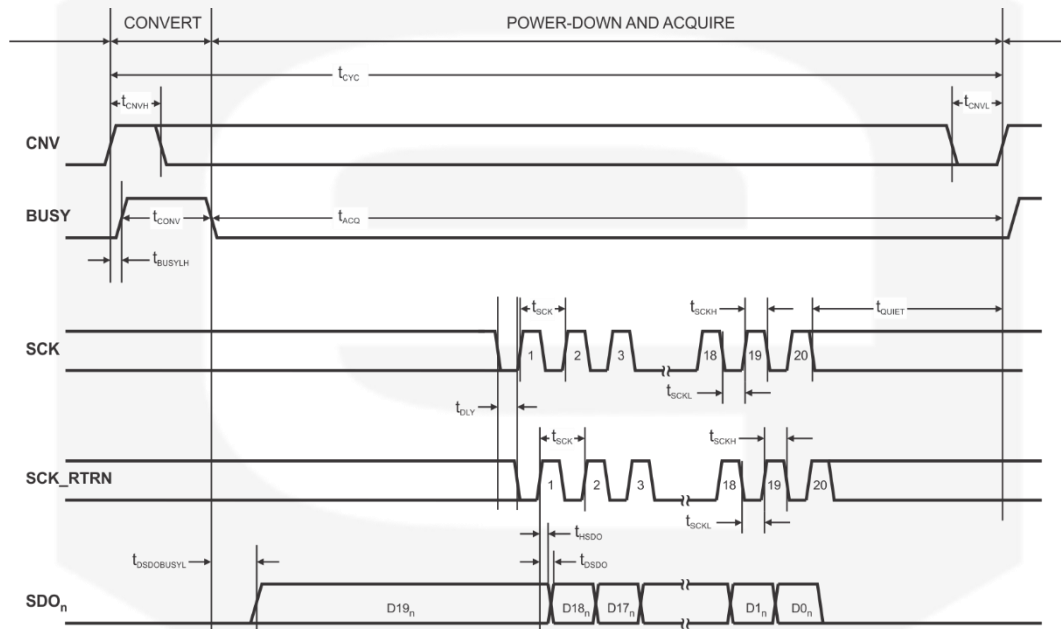 CONVERT POWER-DOWN AND ACQUIRE
tCYC
tCNVH tCNVL
CNV
BUSY tCONV tACQ
tBUSYLH
tSCK tSCKH tQUIET
SCK 1 2 3 18 19 20
tSCKL
tDLY
tSCK tSCKH
SCK_RTRN 1 2 3 18 19 20
tSCKL
tHSDO
tDSDOBUSYL tDSDO
SDOn D19n D18n D17n D1n D0n